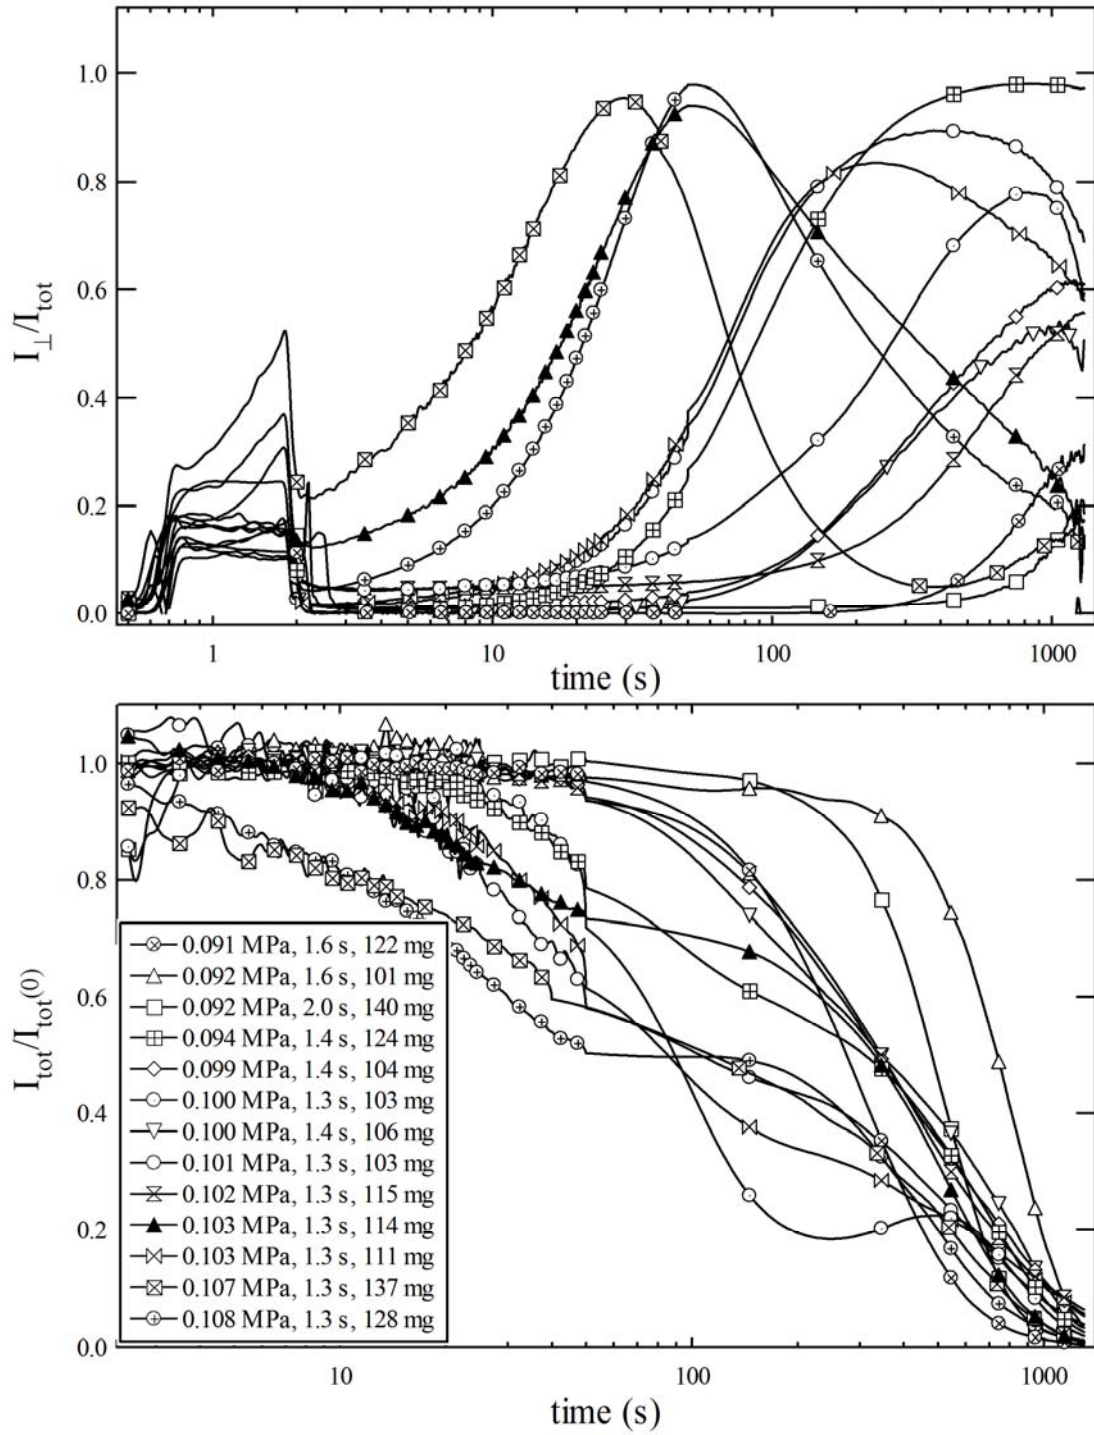 1.0
0.8
0.6
0.4
0.2
0.0
I⊥/Itot
1
10
100
1000
time (s)
1.0
0.8
0.6
0.4
0.2
0.0
Itot/Itot(0)
0.091 MPa, 1.6 s, 122 mg
0.092 MPa, 1.6 s, 101 mg
0.092 MPa, 2.0 s, 140 mg
0.094 MPa, 1.4 s, 124 mg
0.099 MPa, 1.4 s, 104 mg
0.100 MPa, 1.3 s, 103 mg
0.100 MPa, 1.4 s, 106 mg
0.101 MPa, 1.3 s, 103 mg
0.102 MPa, 1.3 s, 115 mg
0.103 MPa, 1.3 s, 114 mg
0.103 MPa, 1.3 s, 111 mg
0.107 MPa, 1.3 s, 137 mg
0.108 MPa, 1.3 s, 128 mg
10
100
1000
time (s)